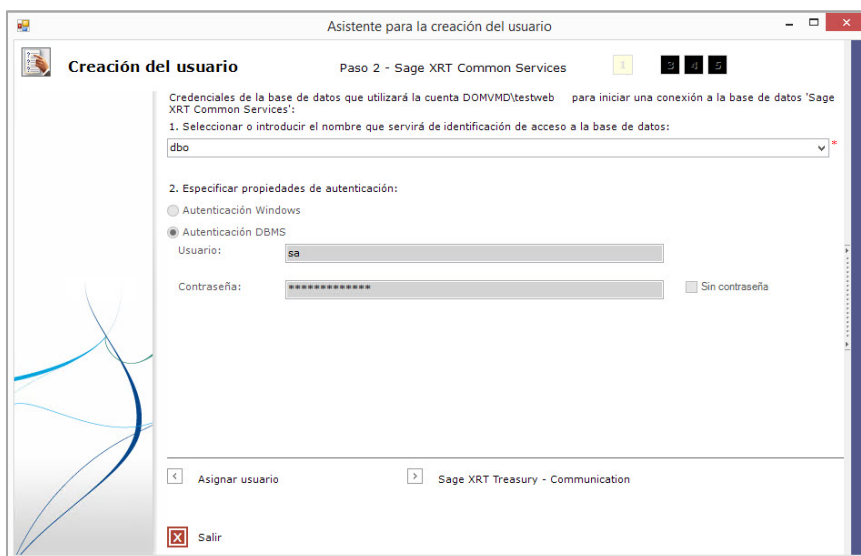 Asistente para la creación del usuario
Creación del usuario
Paso 2 - Sage XRT Common Services
1
3 4 5
Credenciales de la base de datos que utilizará la cuenta DOMVMD\testweb para iniciar una conexión a la base de datos 'Sage
XRT Common Services':
1. Seleccionar o introducir el nombre que servirá de identificación de acceso a la base de datos:
dbo
*
2. Especificar propiedades de autenticación:
Autenticación Windows
Autenticación DBMS
Usuario:
sa
Contraseña:
*************
Sin contraseña
Asignar usuario
Sage XRT Treasury - Communication
Salir